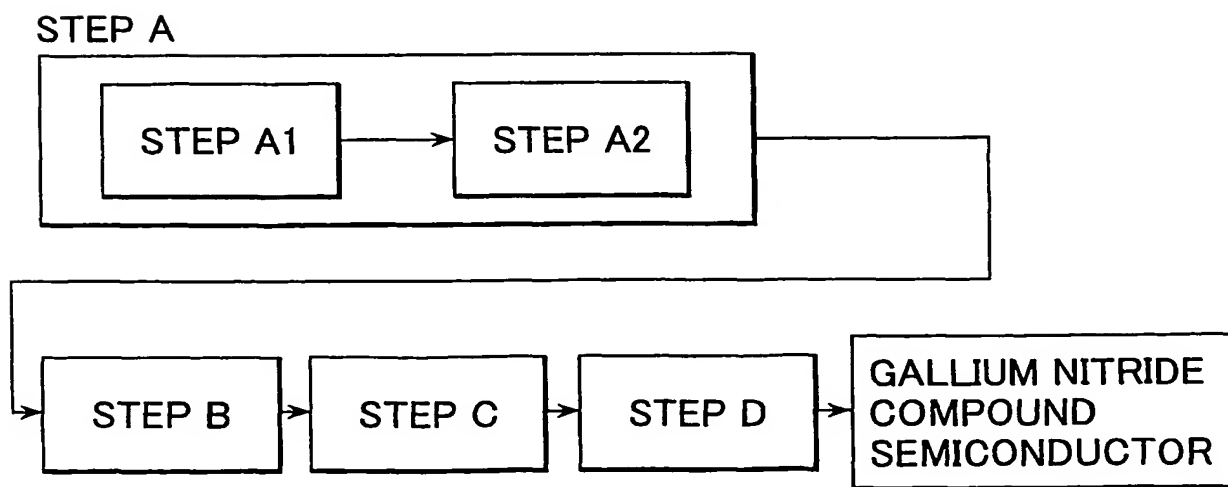 STEP A
STEP A1
STEP A2
STEP B
STEP C
STEP D
GALLIUM NITRIDE
COMPOUND
SEMICONDUCTOR